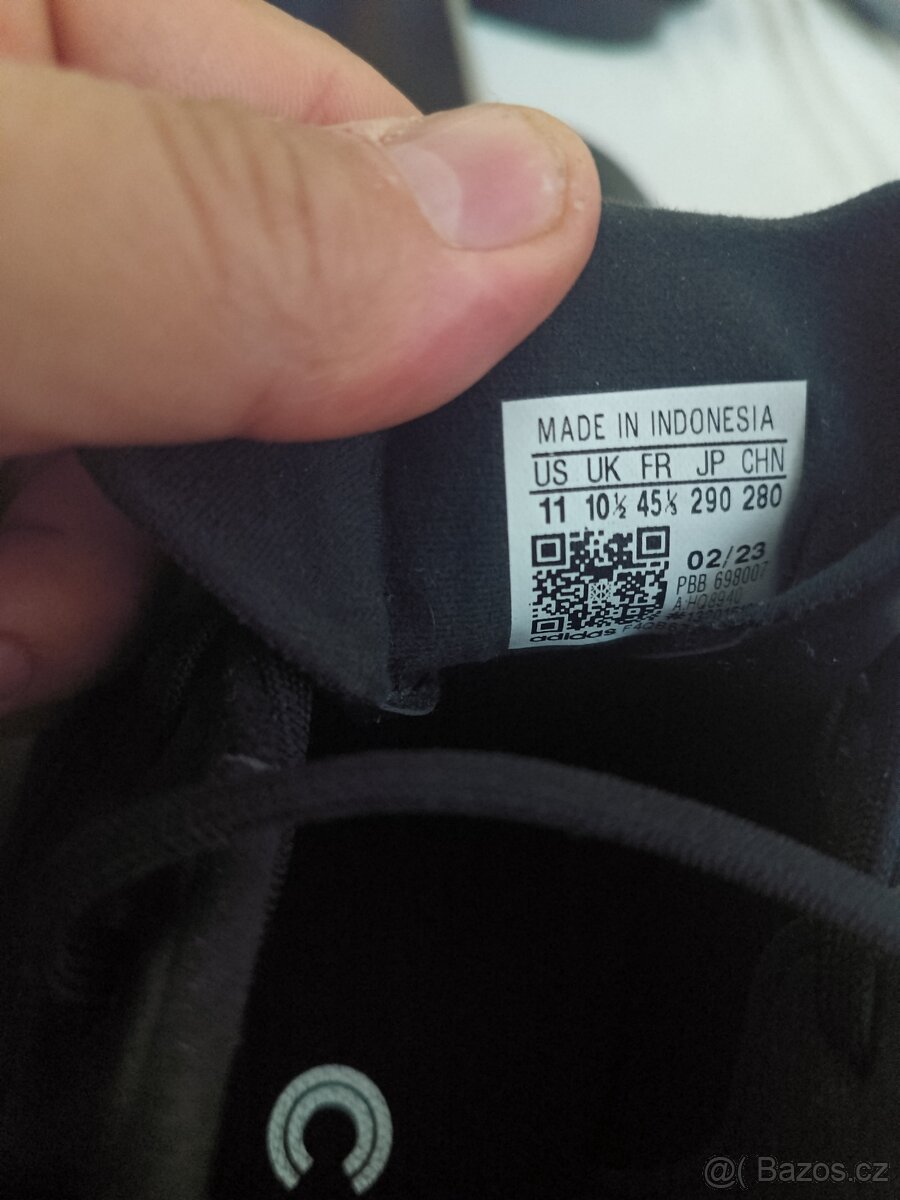 MADE IN INDONESIA
US UK FR JP CHN
11 10½ 45⅓ 290 280
02/23
PBB 698007
A HQ8940
adidas
@( Bazos.cz